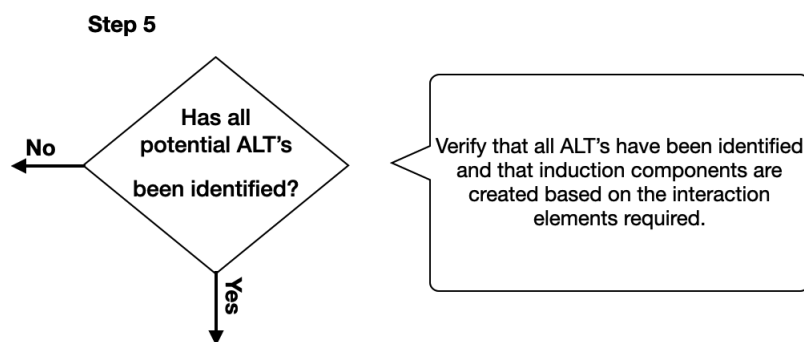 Step 5
Has all
potential ALT's
been identified?
No
Yes
Verify that all ALT's have been identified
and that induction components are
created based on the interaction
elements required.